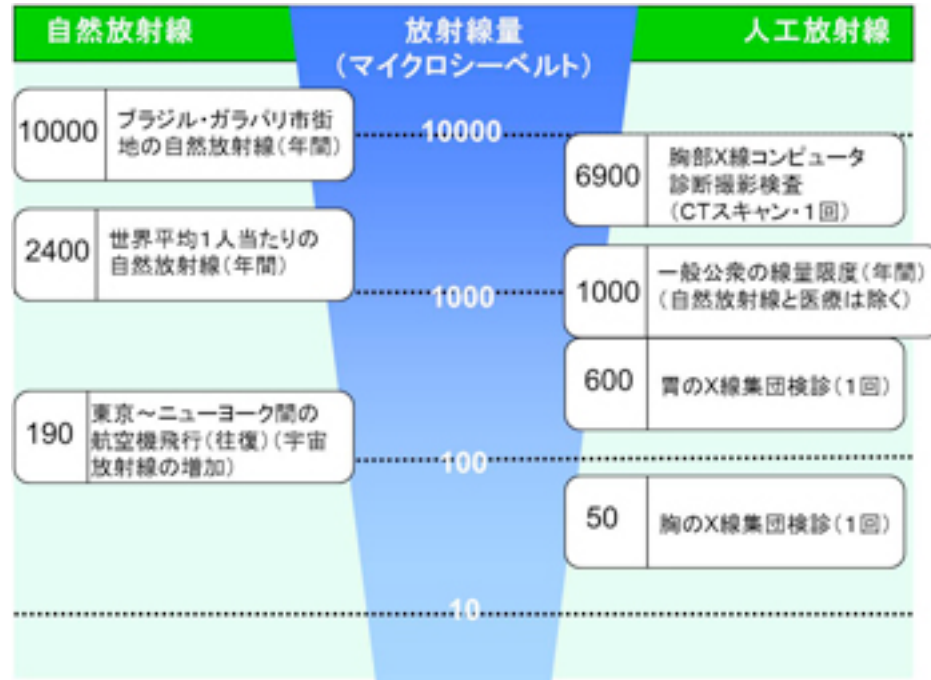 自然放射線
放射線量
(マイクロシーベルト)
人工放射線
10000
ブラジル・ガラパリ市街
地の自然放射線(年間)
2400
世界平均1人当たりの
自然放射線(年間)
190
東京～ニューヨーク間の
航空機飛行(往復)(宇宙
放射線の増加)
10000
1000
100
10
6900
胸部X線コンピュータ
診断撮影検査
(CTスキャン・1回)
1000
一般公衆の線量限度(年間)
(自然放射線と医療は除く)
600
胃のX線集団検診(1回)
50
胸のX線集団検診(1回)